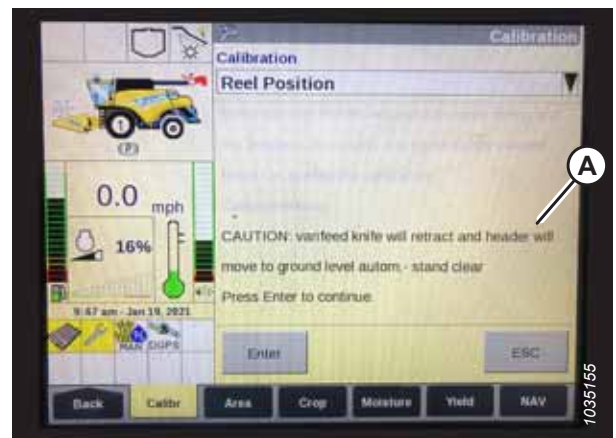 Calibration
Calibration
Reel Position
A
1
(P)
0.0 mph
16%
CAUTION: varifeed knife will retract and header will
move to ground level autom.- stand clear
Press Enter to continue.
9:47 am - Jan 19, 2021
MAN DGPS
Enter
ESC
Back
Calibr
Area
Crop
Moisture
Yield
NAV
1035155